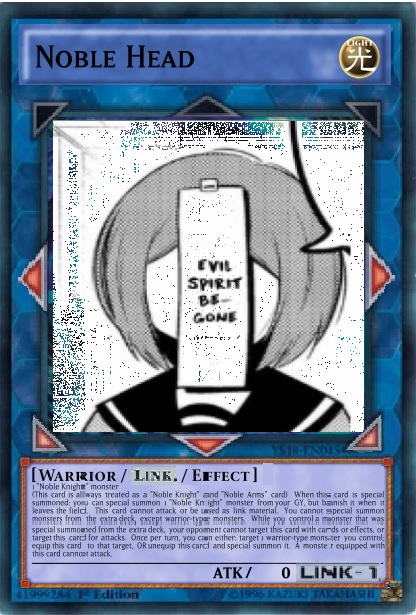 NOBLE HEAD
LIGHT
光
EVIL
SPIRIT
BE-
GONE
YS18-EN045
[WARRIOR / LINK / EFFECT]
1 "Noble Knight" monster
(This card is allways treated as a "Noble Knight" and "Noble Arms" card). When this card is special
summoned: you can special summon 1 "Noble Knight" monster from your GY, but banish it when it
leaves the field. This card cannot attack or be used as link material. You cannot special summon
monsters from the extra deck, except warrior-type monsters. While you control a monster that was
special summoned from the extra deck, your opponent cannot target this card with cards or effects, or
target this card for attacks. Once per turn, you can either: target 1 warrior-type monster you control;
equip this card to that target, OR unequip this card and special summon it. A monster equipped with
this card cannot attack.
ATK / 0 LINK-1
41999284 1st Edition ©1996 KAZUKI TAKAHASHI